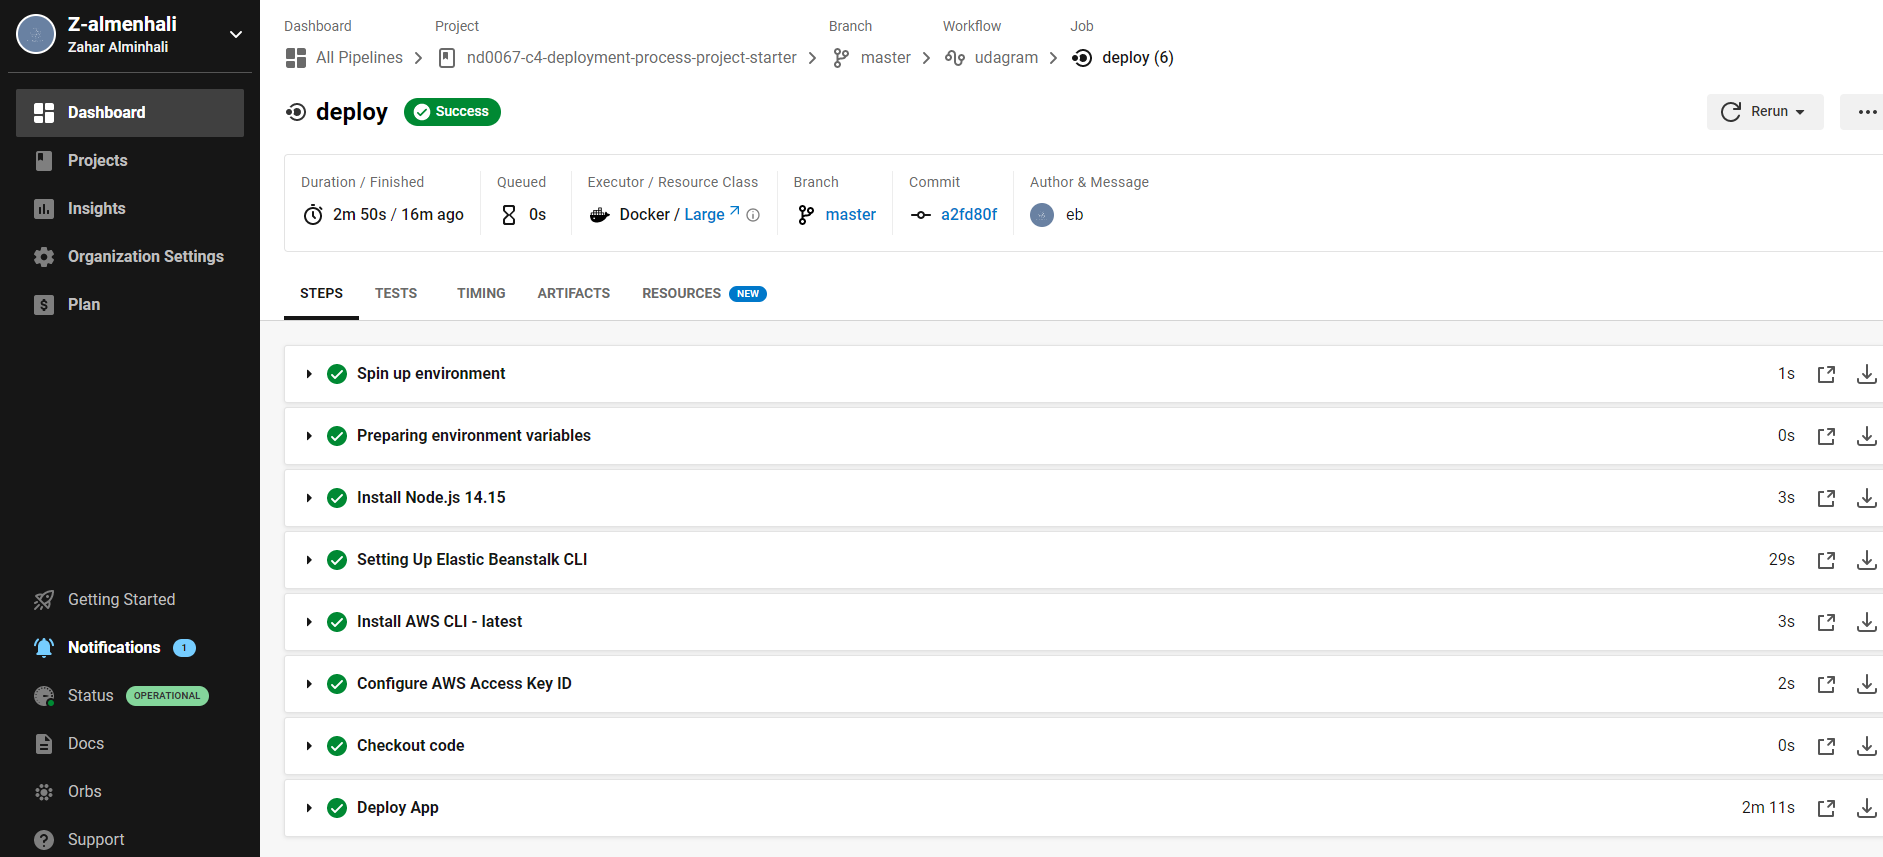 Z-almenhali
Zahar Alminhali
Dashboard
Projects
Insights
Organization Settings
Plan
Getting Started
Notifications 1
Status OPERATIONAL
Docs
Orbs
Support
Dashboard Project Branch Workflow Job
All Pipelines nd0067-c4-deployment-process-project-starter master udagram deploy (6)
deploy Success
Rerun
Duration / Finished Queued Executor / Resource Class Branch Commit Author & Message
2m 50s / 16m ago 0s Docker / Large master a2fd80f eb
STEPS TESTS TIMING ARTIFACTS RESOURCES NEW
Spin up environment 1s
Preparing environment variables 0s
Install Node.js 14.15 3s
Setting Up Elastic Beanstalk CLI 29s
Install AWS CLI - latest 3s
Configure AWS Access Key ID 2s
Checkout code 0s
Deploy App 2m 11s